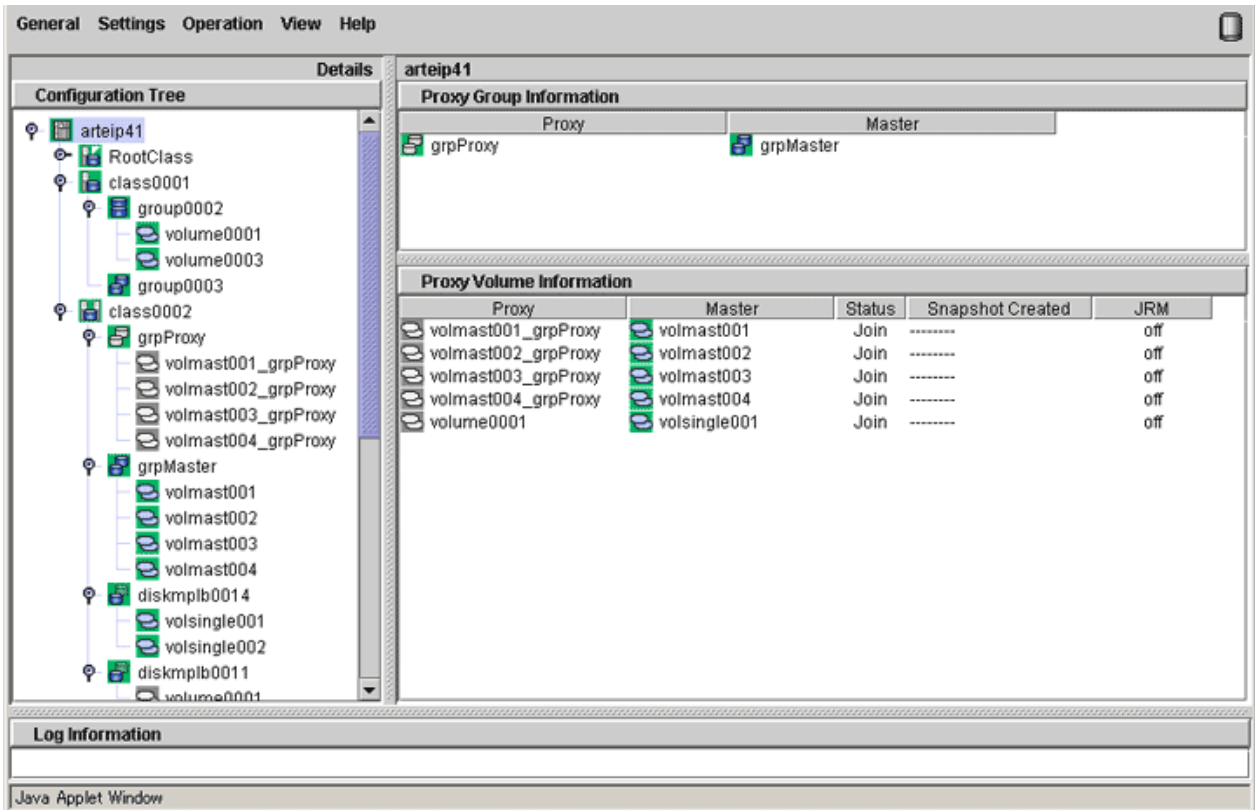 General Settings Operation View Help
Details
Configuration Tree
arteip41
RootClass
class0001
group0002
volume0001
volume0003
group0003
class0002
grpProxy
volmast001_grpProxy
volmast002_grpProxy
volmast003_grpProxy
volmast004_grpProxy
grpMaster
volmast001
volmast002
volmast003
volmast004
diskmplb0014
volsingle001
volsingle002
diskmplb0011
volume0001
arteip41
Proxy Group Information
Proxy Master
grpProxy grpMaster
Proxy Volume Information
Proxy Master Status Snapshot Created JRM
volmast001_grpProxy volmast001 Join -------- off
volmast002_grpProxy volmast002 Join -------- off
volmast003_grpProxy volmast003 Join -------- off
volmast004_grpProxy volmast004 Join -------- off
volume0001 volsingle001 Join -------- off
Log Information
Java Applet Window